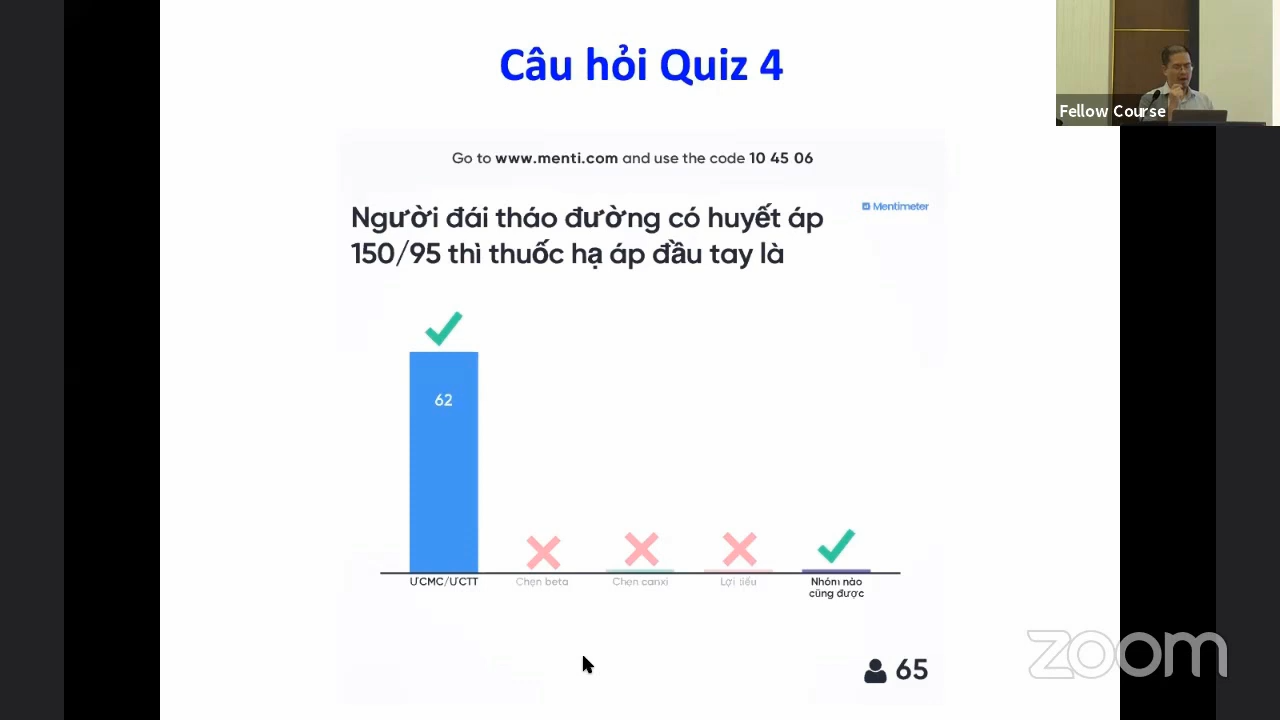 Câu hỏi Quiz 4
Fellow Course
Go to www.menti.com and use the code 10 45 06
Mentimeter
Người đái tháo đường có huyết áp
150/95 thì thuốc hạ áp đầu tay là
62
ƯCMC/ƯCTT
Chẹn beta
Chẹn canxi
Lợi tiểu
Nhóm nào
cũng được
65
zoom